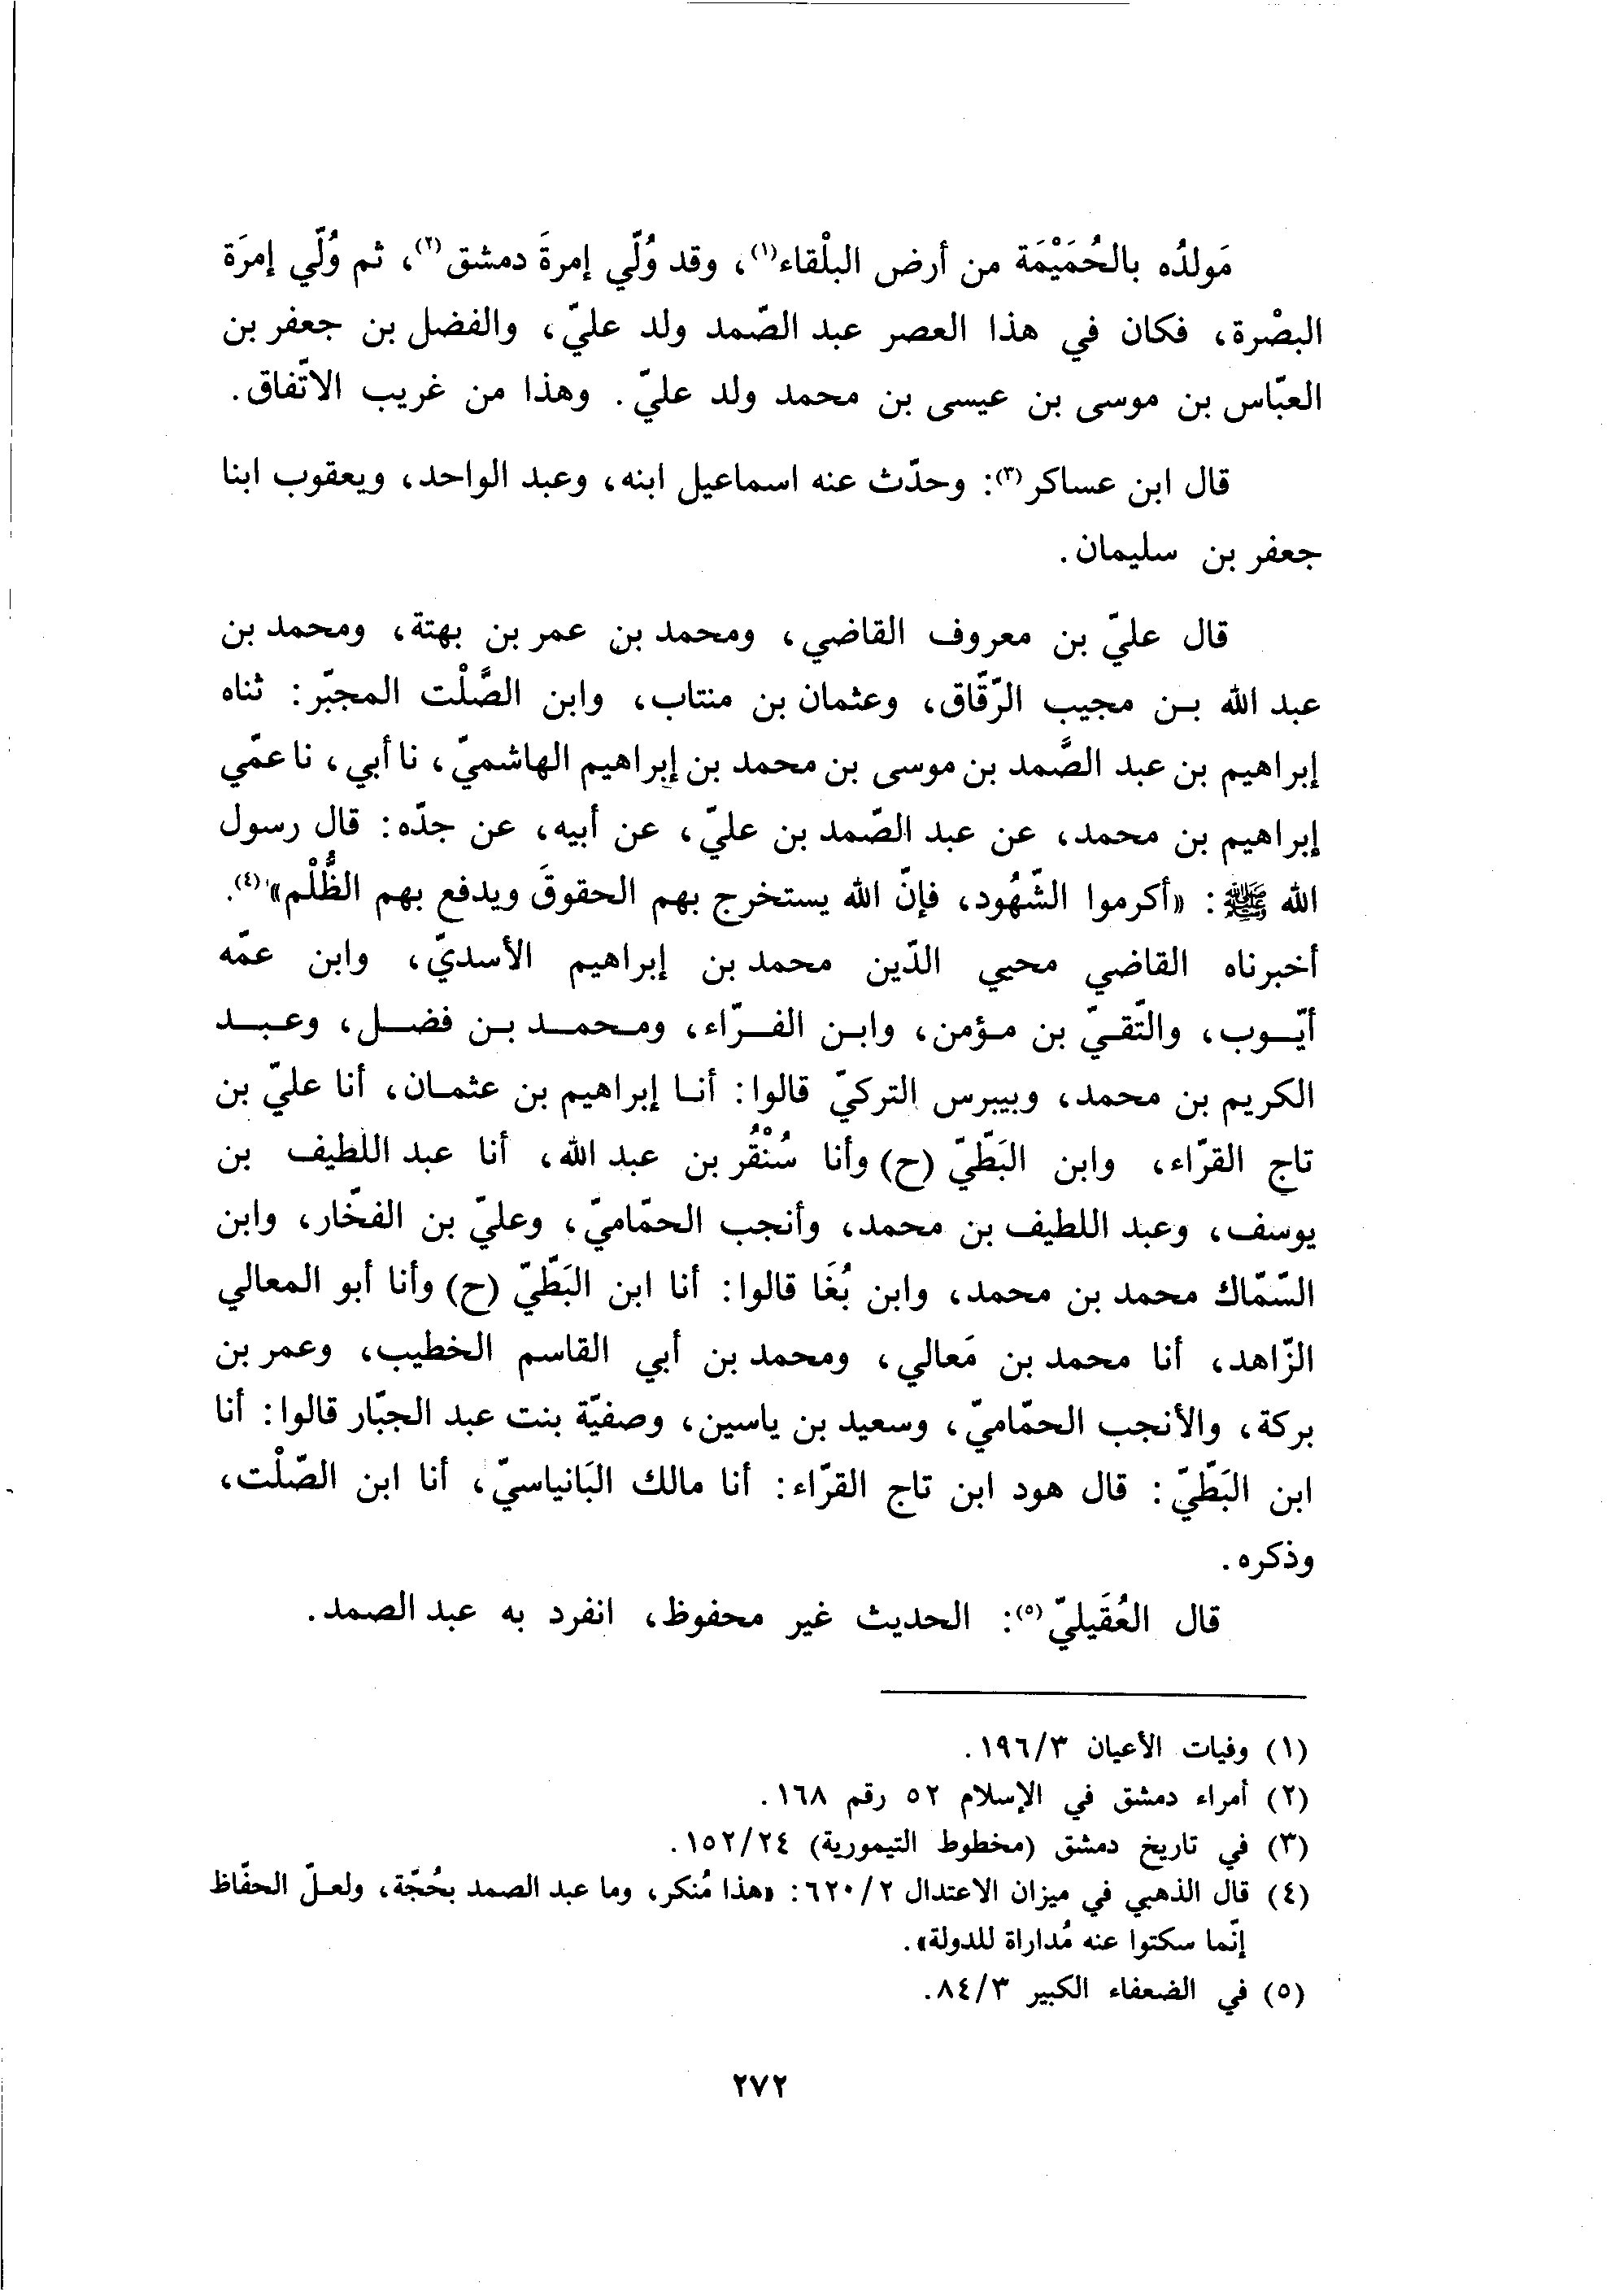 مَولدُه بالحُمَيْمَة من أرض البلْقاء(١)، وقد وُلّي إمرةَ دمشق(٢)، ثم وُلّي إمرَة
البصْرة، فكان في هذا العصر عبد الصّمد ولد عليّ، والفضل بن جعفر بن
العبّاس بن موسى بن عيسى بن محمد ولد عليّ. وهذا من غريب الاتّفاق.
قال ابن عساكر(٣): وحدّث عنه اسماعيل ابنه، وعبد الواحد، ويعقوب ابنا
جعفر بن سليمان.
قال عليّ بن معروف القاضي، ومحمد بن عمر بن بهتة، ومحمد بن
عبد الله بن مجيب الرّقّاق، وعثمان بن منتاب، وابن الصَّلْت المجبّر: ثناه
إبراهيم بن عبد الصَّمد بن موسى بن محمد بن إبراهيم الهاشميّ، نا أبي، نا عمّي
إبراهيم بن محمد، عن عبد الصّمد بن عليّ، عن أبيه، عن جدّه: قال رسول
الله ﷺ: «أكرموا الشّهُود، فإنّ الله يستخرج بهم الحقوقَ ويدفع بهم الظُّلْم»(٤).
أخبرناه القاضي محيي الدّين محمد بن إبراهيم الأسديّ، وابن عمّه
أيّوب، والتّقيّ بن مؤمن، وابن الفرّاء، ومحمد بن فضل، وعبد
الكريم بن محمد، وبيبرس التركيّ قالوا: أنا إبراهيم بن عثمان، أنا عليّ بن
تاج القرّاء، وابن البَطّيّ (ح) وأنا سُنْقُر بن عبد الله، أنا عبد اللطيف بن
يوسف، وعبد اللطيف بن محمد، وأنجب الحمّاميّ، وعليّ بن الفخّار، وابن
السّمّاك محمد بن محمد، وابن بُغَا قالوا: أنا ابن البَطّيّ (ح) وأنا أبو المعالي
الزّاهد، أنا محمد بن مَعالي، ومحمد بن أبي القاسم الخطيب، وعمر بن
بركة، والأنجب الحمّاميّ، وسعيد بن ياسين، وصفيّة بنت عبد الجبّار قالوا: أنا
ابن البَطّيّ: قال هود ابن تاج القرّاء: أنا مالك البَانياسيّ، أنا ابن الصّلْت،
وذكره.
قال العُقَيليّ(٥): الحديث غير محفوظ، انفرد به عبد الصمد.
(١) وفيات الأعيان ١٩٦/٣.
(٢) أمراء دمشق في الإسلام ٥٢ رقم ١٦٨.
(٣) في تاريخ دمشق (مخطوط التيمورية) ١٥٢/٢٤.
(٤) قال الذهبي في ميزان الاعتدال ٦٢٠/٢: «هذا مُنكر، وما عبد الصمد بحُجّة، ولعلّ الحفّاظ
إنّما سكتوا عنه مُداراة للدولة».
(٥) في الضعفاء الكبير ٨٤/٣.
٢٧٢